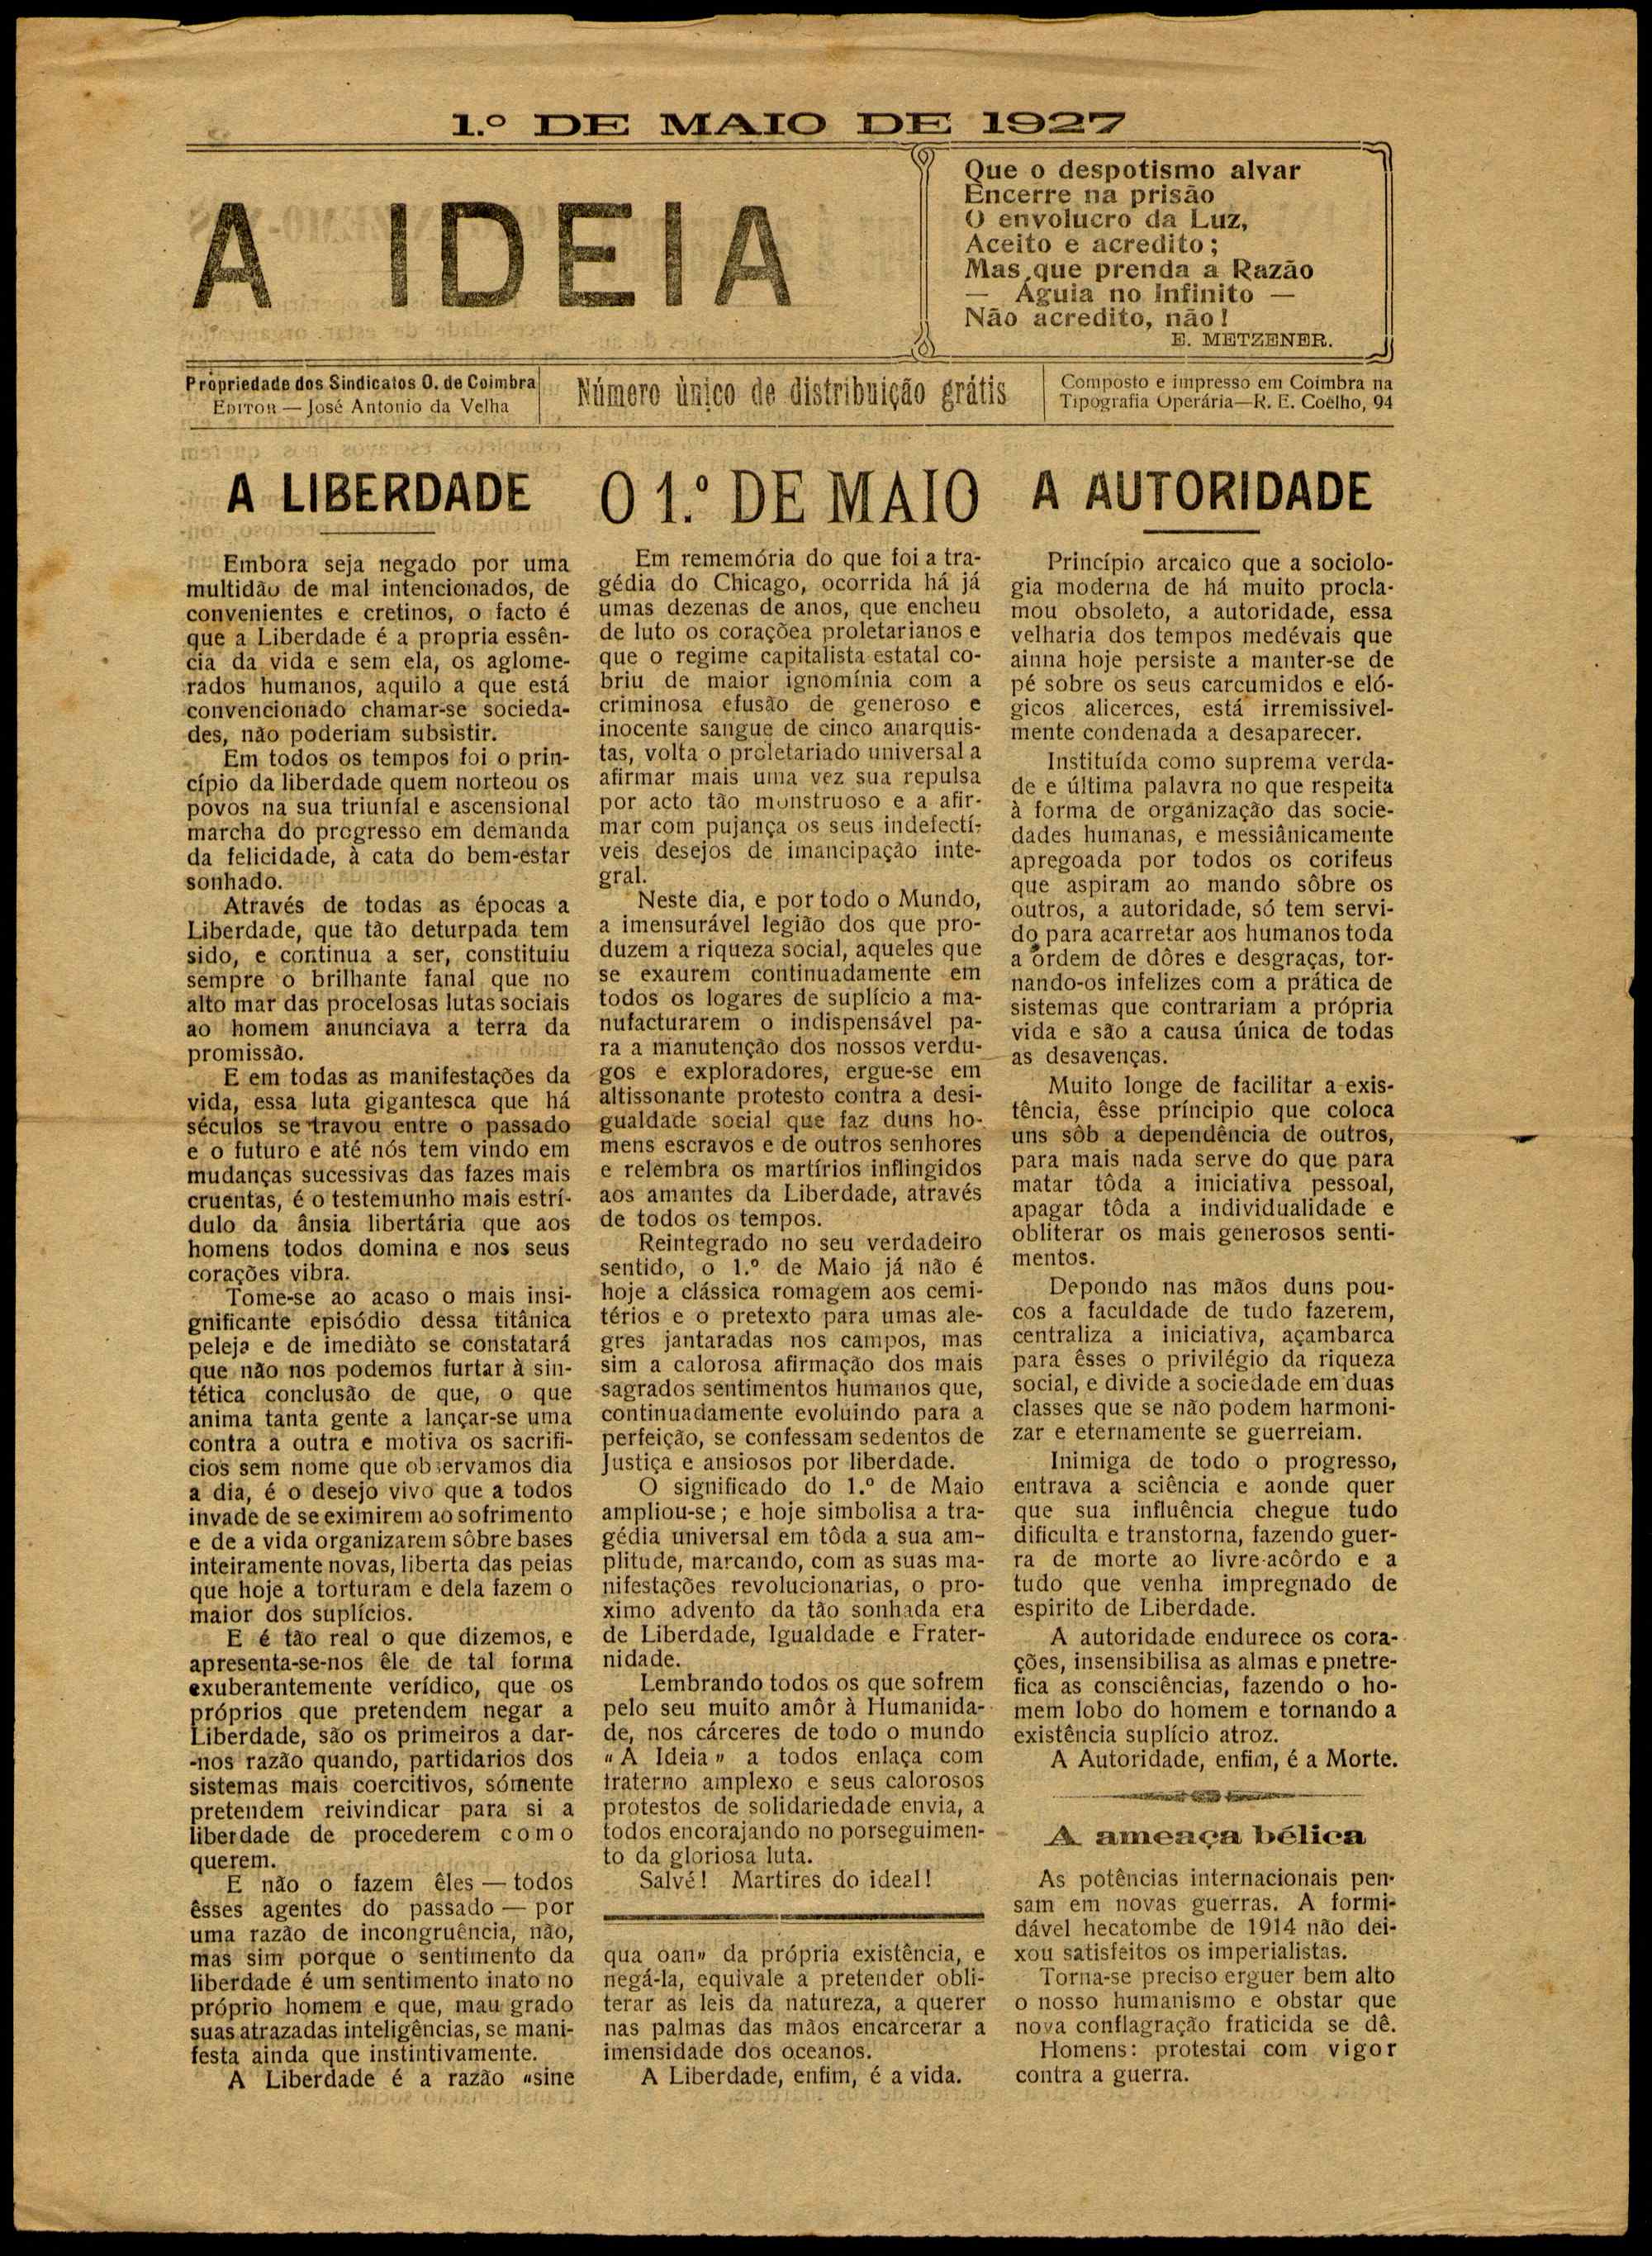 1.º DE MAIO DE 1927
A IDEIA
Que o despotismo alvar
Encerre na prisão
O envolucro da Luz,
Aceito e acredito;
Mas que prenda a Razão
— Águia no Infinito —
Não acredito, não!
E. METZENER.
Propriedade dos Sindicatos O. de Coimbra
EDITOR — José Antonio da Velha
Número único de distribuição grátis
Composto e impresso em Coimbra na
Tipografia Operária—R. E. Coelho, 94
A LIBERDADE
Embora seja negado por uma
multidão de mal intencionados, de
convenientes e cretinos, o facto é
que a Liberdade é a propria essên-
cia da vida e sem ela, os aglome-
rados humanos, aquilo a que está
convencionado chamar-se socieda-
des, não poderiam subsistir.
Em todos os tempos foi o prin-
cípio da liberdade quem norteou os
povos na sua triunfal e ascensional
marcha do progresso em demanda
da felicidade, à cata do bem-estar
sonhado.
Através de todas as épocas a
Liberdade, que tão deturpada tem
sido, e continua a ser, constituiu
sempre o brilhante fanal que no
alto mar das procelosas lutas sociais
ao homem anunciava a terra da
promissão.
E em todas as manifestações da
vida, essa luta gigantesca que há
séculos se travou entre o passado
e o futuro e até nós tem vindo em
mudanças sucessivas das fazes mais
cruentas, é o testemunho mais estrí-
dulo da ânsia libertária que aos
homens todos domina e nos seus
corações vibra.
Tome-se ao acaso o mais insi-
gnificante episódio dessa titânica
peleja e de imediàto se constatará
que não nos podemos furtar à sin-
tética conclusão de que, o que
anima tanta gente a lançar-se uma
contra a outra e motiva os sacrifi-
cios sem nome que observamos dia
a dia, é o desejo vivo que a todos
invade de se eximirem ao sofrimento
e de a vida organizarem sôbre bases
inteiramente novas, liberta das peias
que hoje a torturam e dela fazem o
maior dos suplícios.
E é tão real o que dizemos, e
apresenta-se-nos êle de tal forma
exuberantemente verídico, que os
próprios que pretendem negar a
Liberdade, são os primeiros a dar-
-nos razão quando, partidarios dos
sistemas mais coercitivos, sómente
pretendem reivindicar para si a
liberdade de procederem como
querem.
E não o fazem êles — todos
êsses agentes do passado — por
uma razão de incongruência, não,
mas sim porque o sentimento da
liberdade é um sentimento inato no
próprio homem e que, mau grado
suas atrazadas inteligências, se mani-
festa ainda que instintivamente.
A Liberdade é a razão «sine
O 1.º DE MAIO
Em rememória do que foi a tra-
gédia do Chicago, ocorrida há já
umas dezenas de anos, que encheu
de luto os coraçõea proletarianos e
que o regime capitalista estatal co-
briu de maior ignomínia com a
criminosa efusão de generoso e
inocente sangue de cinco anarquis-
tas, volta o proletariado universal a
afirmar mais uma vez sua repulsa
por acto tão monstruoso e a afir-
mar com pujança os seus indefectí-
veis desejos de imancipação inte-
gral.
Neste dia, e por todo o Mundo,
a imensurável legião dos que pro-
duzem a riqueza social, aqueles que
se exaurem continuadamente em
todos os logares de suplício a ma-
nufacturarem o indispensável pa-
ra a manutenção dos nossos verdu-
gos e exploradores, ergue-se em
altissonante protesto contra a desi-
gualdade social que faz duns ho-
mens escravos e de outros senhores
e relembra os martírios inflingidos
aos amantes da Liberdade, através
de todos os tempos.
Reintegrado no seu verdadeiro
sentido, o 1.º de Maio já não é
hoje a clássica romagem aos cemi-
térios e o pretexto para umas ale-
gres jantaradas nos campos, mas
sim a calorosa afirmação dos mais
sagrados sentimentos humanos que,
continuadamente evoluindo para a
perfeição, se confessam sedentos de
Justiça e ansiosos por liberdade.
O significado do 1.º de Maio
ampliou-se; e hoje simbolisa a tra-
gédia universal em tôda a sua am-
plitude, marcando, com as suas ma-
nifestações revolucionarias, o pro-
ximo advento da tão sonhada era
de Liberdade, Igualdade e Frater-
nidade.
Lembrando todos os que sofrem
pelo seu muito amôr à Humanida-
de, nos cárceres de todo o mundo
«A Ideia» a todos enlaça com
fraterno amplexo e seus calorosos
protestos de solidariedade envia, a
todos encorajando no porseguimen-
to da gloriosa luta.
Salvé! Martires do ideal!
qua oan» da própria existência, e
negá-la, equivale a pretender obli-
terar as leis da natureza, a querer
nas palmas das mãos encarcerar a
imensidade dos oceanos.
A Liberdade, enfim, é a vida.
A AUTORIDADE
Princípio arcaico que a sociolo-
gia moderna de há muito procla-
mou obsoleto, a autoridade, essa
velharia dos tempos medévais que
ainna hoje persiste a manter-se de
pé sobre os seus carcumidos e eló-
gicos alicerces, está irremissivel-
mente condenada a desaparecer.
Instituída como suprema verda-
de e última palavra no que respeita
à forma de orgánização das socie-
dades humanas, e messiânicamente
apregoada por todos os corifeus
que aspiram ao mando sôbre os
outros, a autoridade, só tem servi-
do para acarretar aos humanos toda
a ordem de dôres e desgraças, tor-
nando-os infelizes com a prática de
sistemas que contrariam a própria
vida e são a causa única de todas
as desavenças.
Muito longe de facilitar a exis-
tência, êsse príncipio que coloca
uns sôb a dependência de outros,
para mais nada serve do que para
matar tôda a iniciativa pessoal,
apagar tôda a individualidade e
obliterar os mais generosos senti-
mentos.
Depondo nas mãos duns pou-
cos a faculdade de tudo fazerem,
centraliza a iniciativa, açambarca
para êsses o privilégio da riqueza
social, e divide a sociedade em duas
classes que se não podem harmoni-
zar e eternamente se guerreiam.
Inimiga de todo o progresso,
entrava a sciência e aonde quer
que sua influência chegue tudo
dificulta e transtorna, fazendo guer-
ra de morte ao livre-acôrdo e a
tudo que venha impregnado de
espirito de Liberdade.
A autoridade endurece os cora-
ções, insensibilisa as almas e pnetre-
fica as consciências, fazendo o ho-
mem lobo do homem e tornando a
existência suplício atroz.
A Autoridade, enfim, é a Morte.
A ameaça bélica
As potências internacionais pen-
sam em novas guerras. A formi-
dável hecatombe de 1914 não dei-
xou satisfeitos os imperialistas.
Torna-se preciso erguer bem alto
o nosso humanismo e obstar que
nova conflagração fraticida se dê.
Homens: protestai com vigor
contra a guerra.